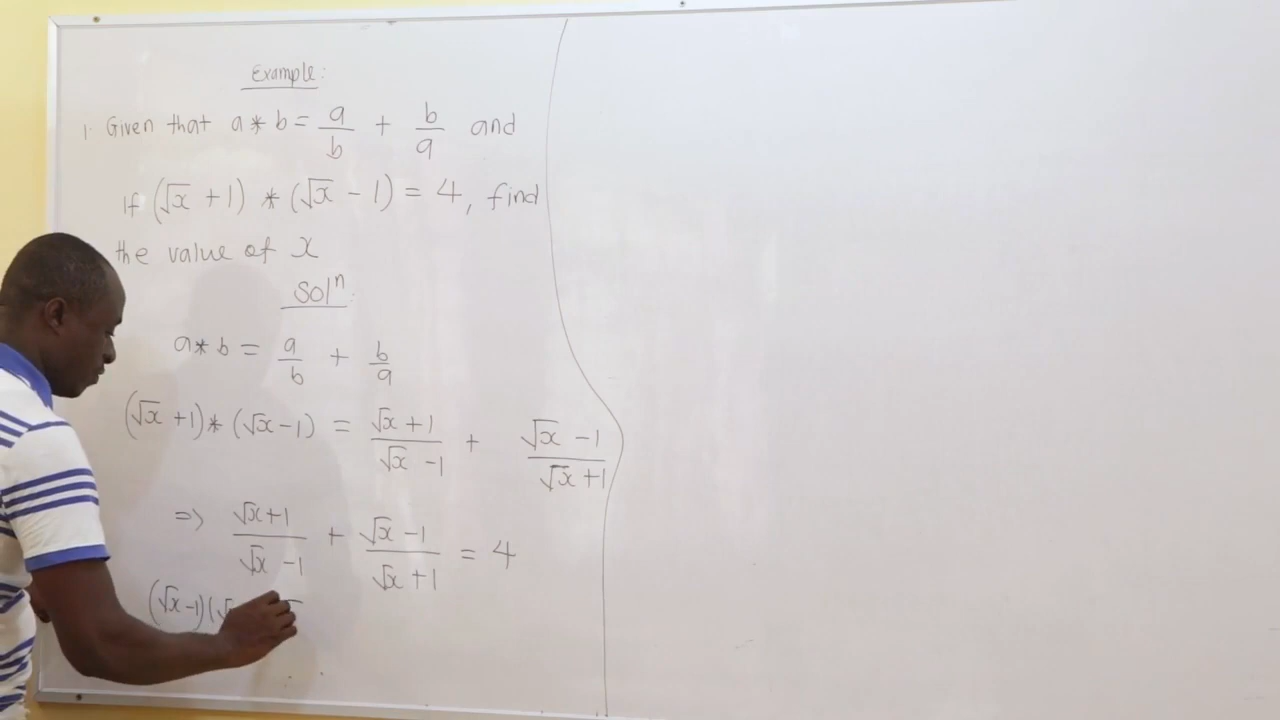 Example:
1. Given that a * b = a/b + b/a and
If (√x + 1) * (√x - 1) = 4, find
the value of x
Solⁿ:
a * b = a/b + b/a
(√x + 1) * (√x - 1) = (√x + 1)/(√x - 1) + (√x - 1)/(√x + 1)
=> (√x + 1)/(√x - 1) + (√x - 1)/(√x + 1) = 4
(√x - 1)(√